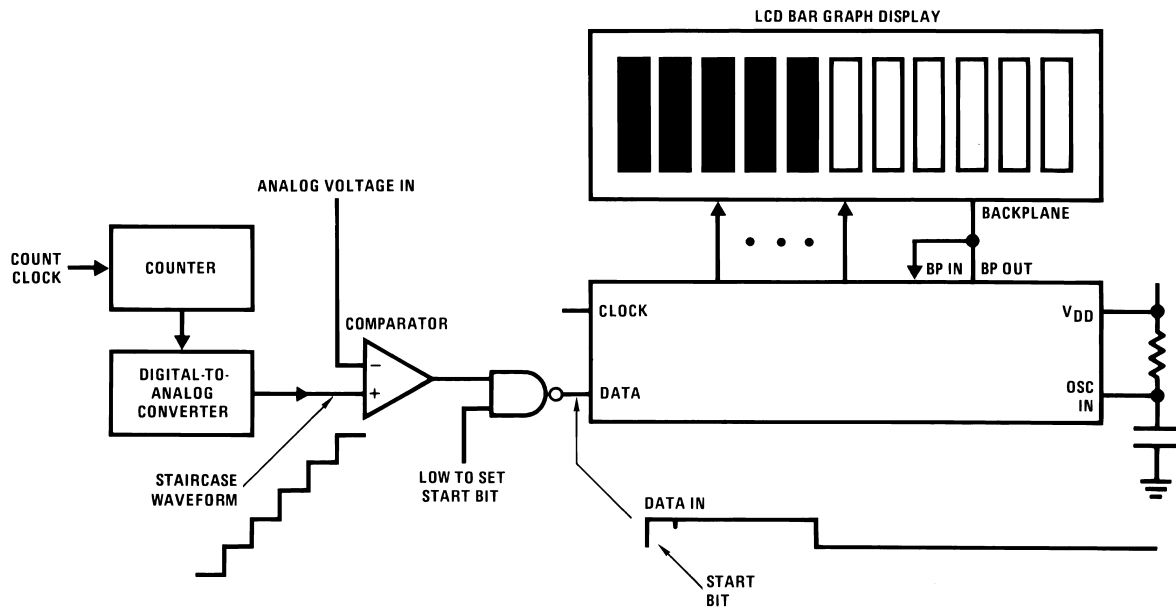 LCD BAR GRAPH DISPLAY
ANALOG VOLTAGE IN
BACKPLANE
COUNT
CLOCK
COUNTER
BP IN
BP OUT
COMPARATOR
CLOCK
VDD
DIGITAL-TO-
ANALOG
CONVERTER
−
+
DATA
OSC
IN
STAIRCASE
WAVEFORM
LOW TO SET
START BIT
DATA IN
START
BIT